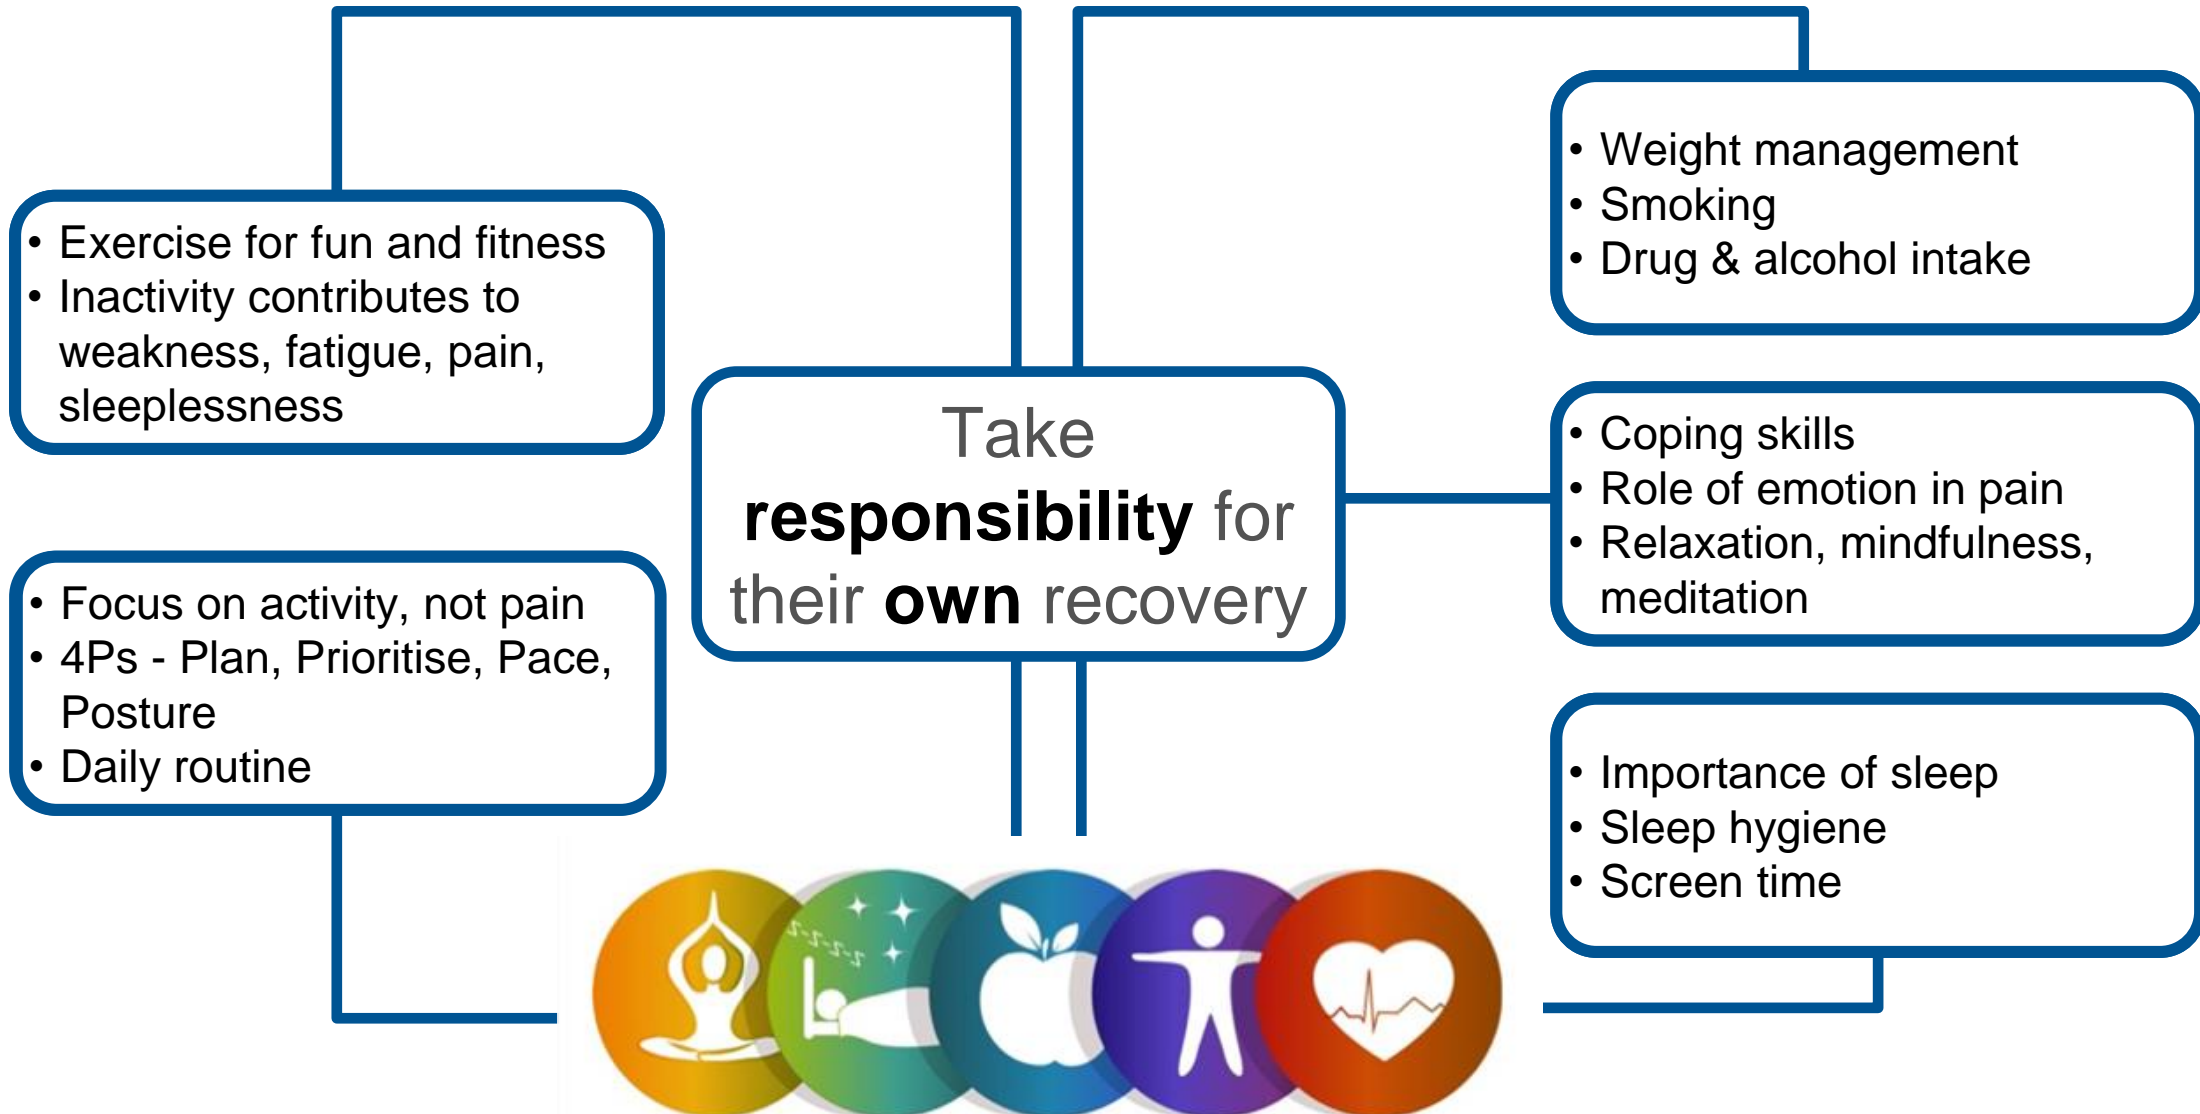 • Exercise for fun and fitness
• Inactivity contributes to
weakness, fatigue, pain,
sleeplessness
• Focus on activity, not pain
• 4Ps - Plan, Prioritise, Pace,
Posture
• Daily routine
Take
responsibility for
their own recovery
• Weight management
• Smoking
• Drug & alcohol intake
• Coping skills
• Role of emotion in pain
• Relaxation, mindfulness,
meditation
• Importance of sleep
• Sleep hygiene
• Screen time
z-z-z-z-z